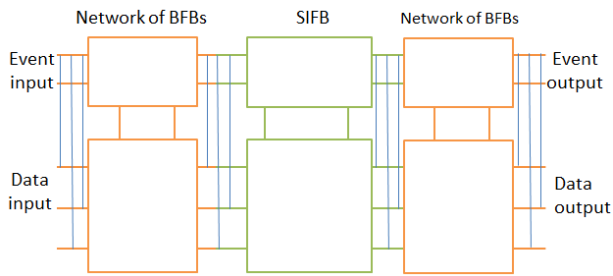 Network of BFBs
SIFB
Network of BFBs
Event
input
Event
output
Data
input
Data
output